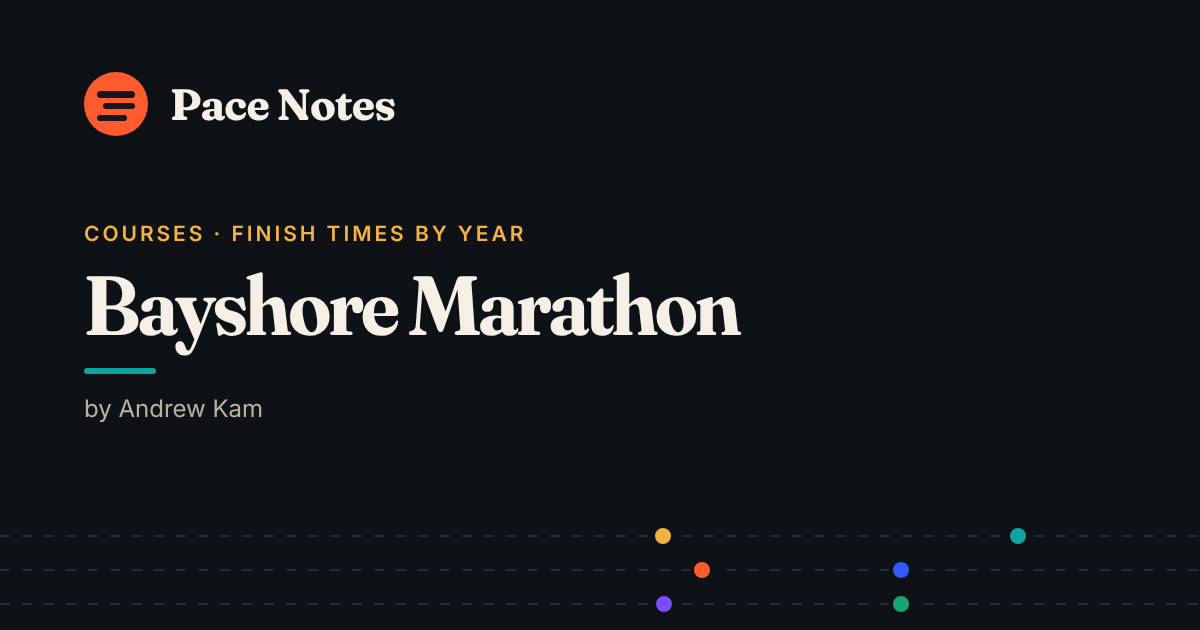 Pace Notes
COURSES · FINISH TIMES BY YEAR
Bayshore Marathon
by Andrew Kam